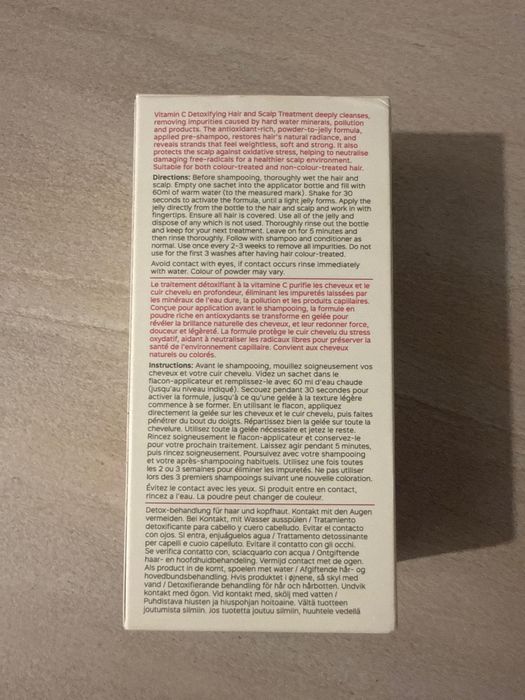 Vitamin C Detoxifying Hair and Scalp Treatment deeply cleanses,
removing impurities caused by hard water minerals, pollution
and products. The antioxidant-rich, powder-to-jelly formula,
applied pre-shampoo, restores hair's natural radiance, and
reveals strands that feel weightless, soft and strong. It also
protects the scalp against oxidative stress, helping to neutralise
damaging free-radicals for a healthier scalp environment.
Suitable for both colour-treated and non-colour-treated hair.
Directions: Before shampooing, thoroughly wet the hair and
scalp. Empty one sachet into the applicator bottle and fill with
60ml of warm water (to the measured mark). Shake for 30
seconds to activate the formula, until a light jelly forms. Apply the
jelly directly from the bottle to the hair and scalp and work in with
fingertips. Ensure all hair is covered. Use all of the jelly and
dispose of any which is not used. Thoroughly rinse out the bottle
and keep for your next treatment. Leave on for 5 minutes and
then rinse thoroughly. Follow with shampoo and conditioner as
normal. Use once every 2-3 weeks to remove all impurities. Do not
use for the first 3 washes after having hair colour-treated.
Avoid contact with eyes, if contact occurs rinse immediately
with water. Colour of powder may vary.
Le traitement détoxifiant à la vitamine C purifie les cheveux et le
cuir chevelu en profondeur, éliminant les impuretés laissées par
les minéraux de l'eau dure, la pollution et les produits capillaires.
Conçue pour application avant le shampooing, la formule en
poudre riche en antioxydants se transforme en gelée pour
révéler la brillance naturelle des cheveux, et leur redonner force,
douceur et légèreté. La formule protège le cuir chevelu du stress
oxydatif, aidant à neutraliser les radicaux libres pour préserver la
santé de l'environnement capillaire. Convient aux cheveux
naturels ou colorés.
Instructions: Avant le shampooing, mouillez soigneusement vos
cheveux et votre cuir chevelu. Videz un sachet dans le
flacon-applicateur et remplissez-le avec 60 ml d'eau chaude
(jusqu'au niveau indiqué). Secouez pendant 30 secondes pour
activer la formule, jusqu'à ce qu'une gelée à la texture légère
commence à se former. En utilisant le flacon, appliquez
directement la gelée sur les cheveux et le cuir chevelu, puis faites
pénétrer du bout du doigts. Répartissez bien la gelée sur toute la
chevelure. Utilisez toute la gelée nécessaire et jetez le reste.
Rincez soigneusement le flacon-applicateur et conservez-le
pour votre prochain traitement. Laissez agir pendant 5 minutes,
puis rincez soigneusement. Poursuivez avec votre shampooing
et votre après-shampooing habituels. Utilisez une fois toutes
les 2 ou 3 semaines pour éliminer les impuretés. Ne pas utiliser
lors des 3 premiers shampooings suivant une nouvelle coloration.
Évitez le contact avec les yeux. Si produit entre en contact,
rincez a l'eau. La poudre peut changer de couleur.
Detox-behandlung für haar und kopfhaut. Kontakt mit den Augen
vermeiden. Bei Kontakt, mit Wasser ausspülen / Tratamiento
detoxificante para cabello y cuero cabelludo. Evitar el contacto
con ojos. Si entra, enjuáguelos agua / Trattamento detossinante
per capelli e cuoio capelluto. Evitare il contatto con gli occhi.
Se verifica contatto con, sciacquarlo con acqua / Ontgiftende
haar- en hoofdhuidbehandeling. Vermijd contact met de ogen.
Als product in de komt, spoelen met water / Afgiftende hår- og
hovedbundsbehandling. Hvis produktet i øjnene, så skyl med
vand / Detoxifierande behandling för hår och hårbotten. Undvik
kontakt med ögon. Vid kontakt med, skölj med vatten /
Puhdistava hiusten ja hiuspohjan hoitoaine. Vältä tuotteen
joutumista silmiin. Jos tuotetta joutuu silmiin, huuhtele vedellä